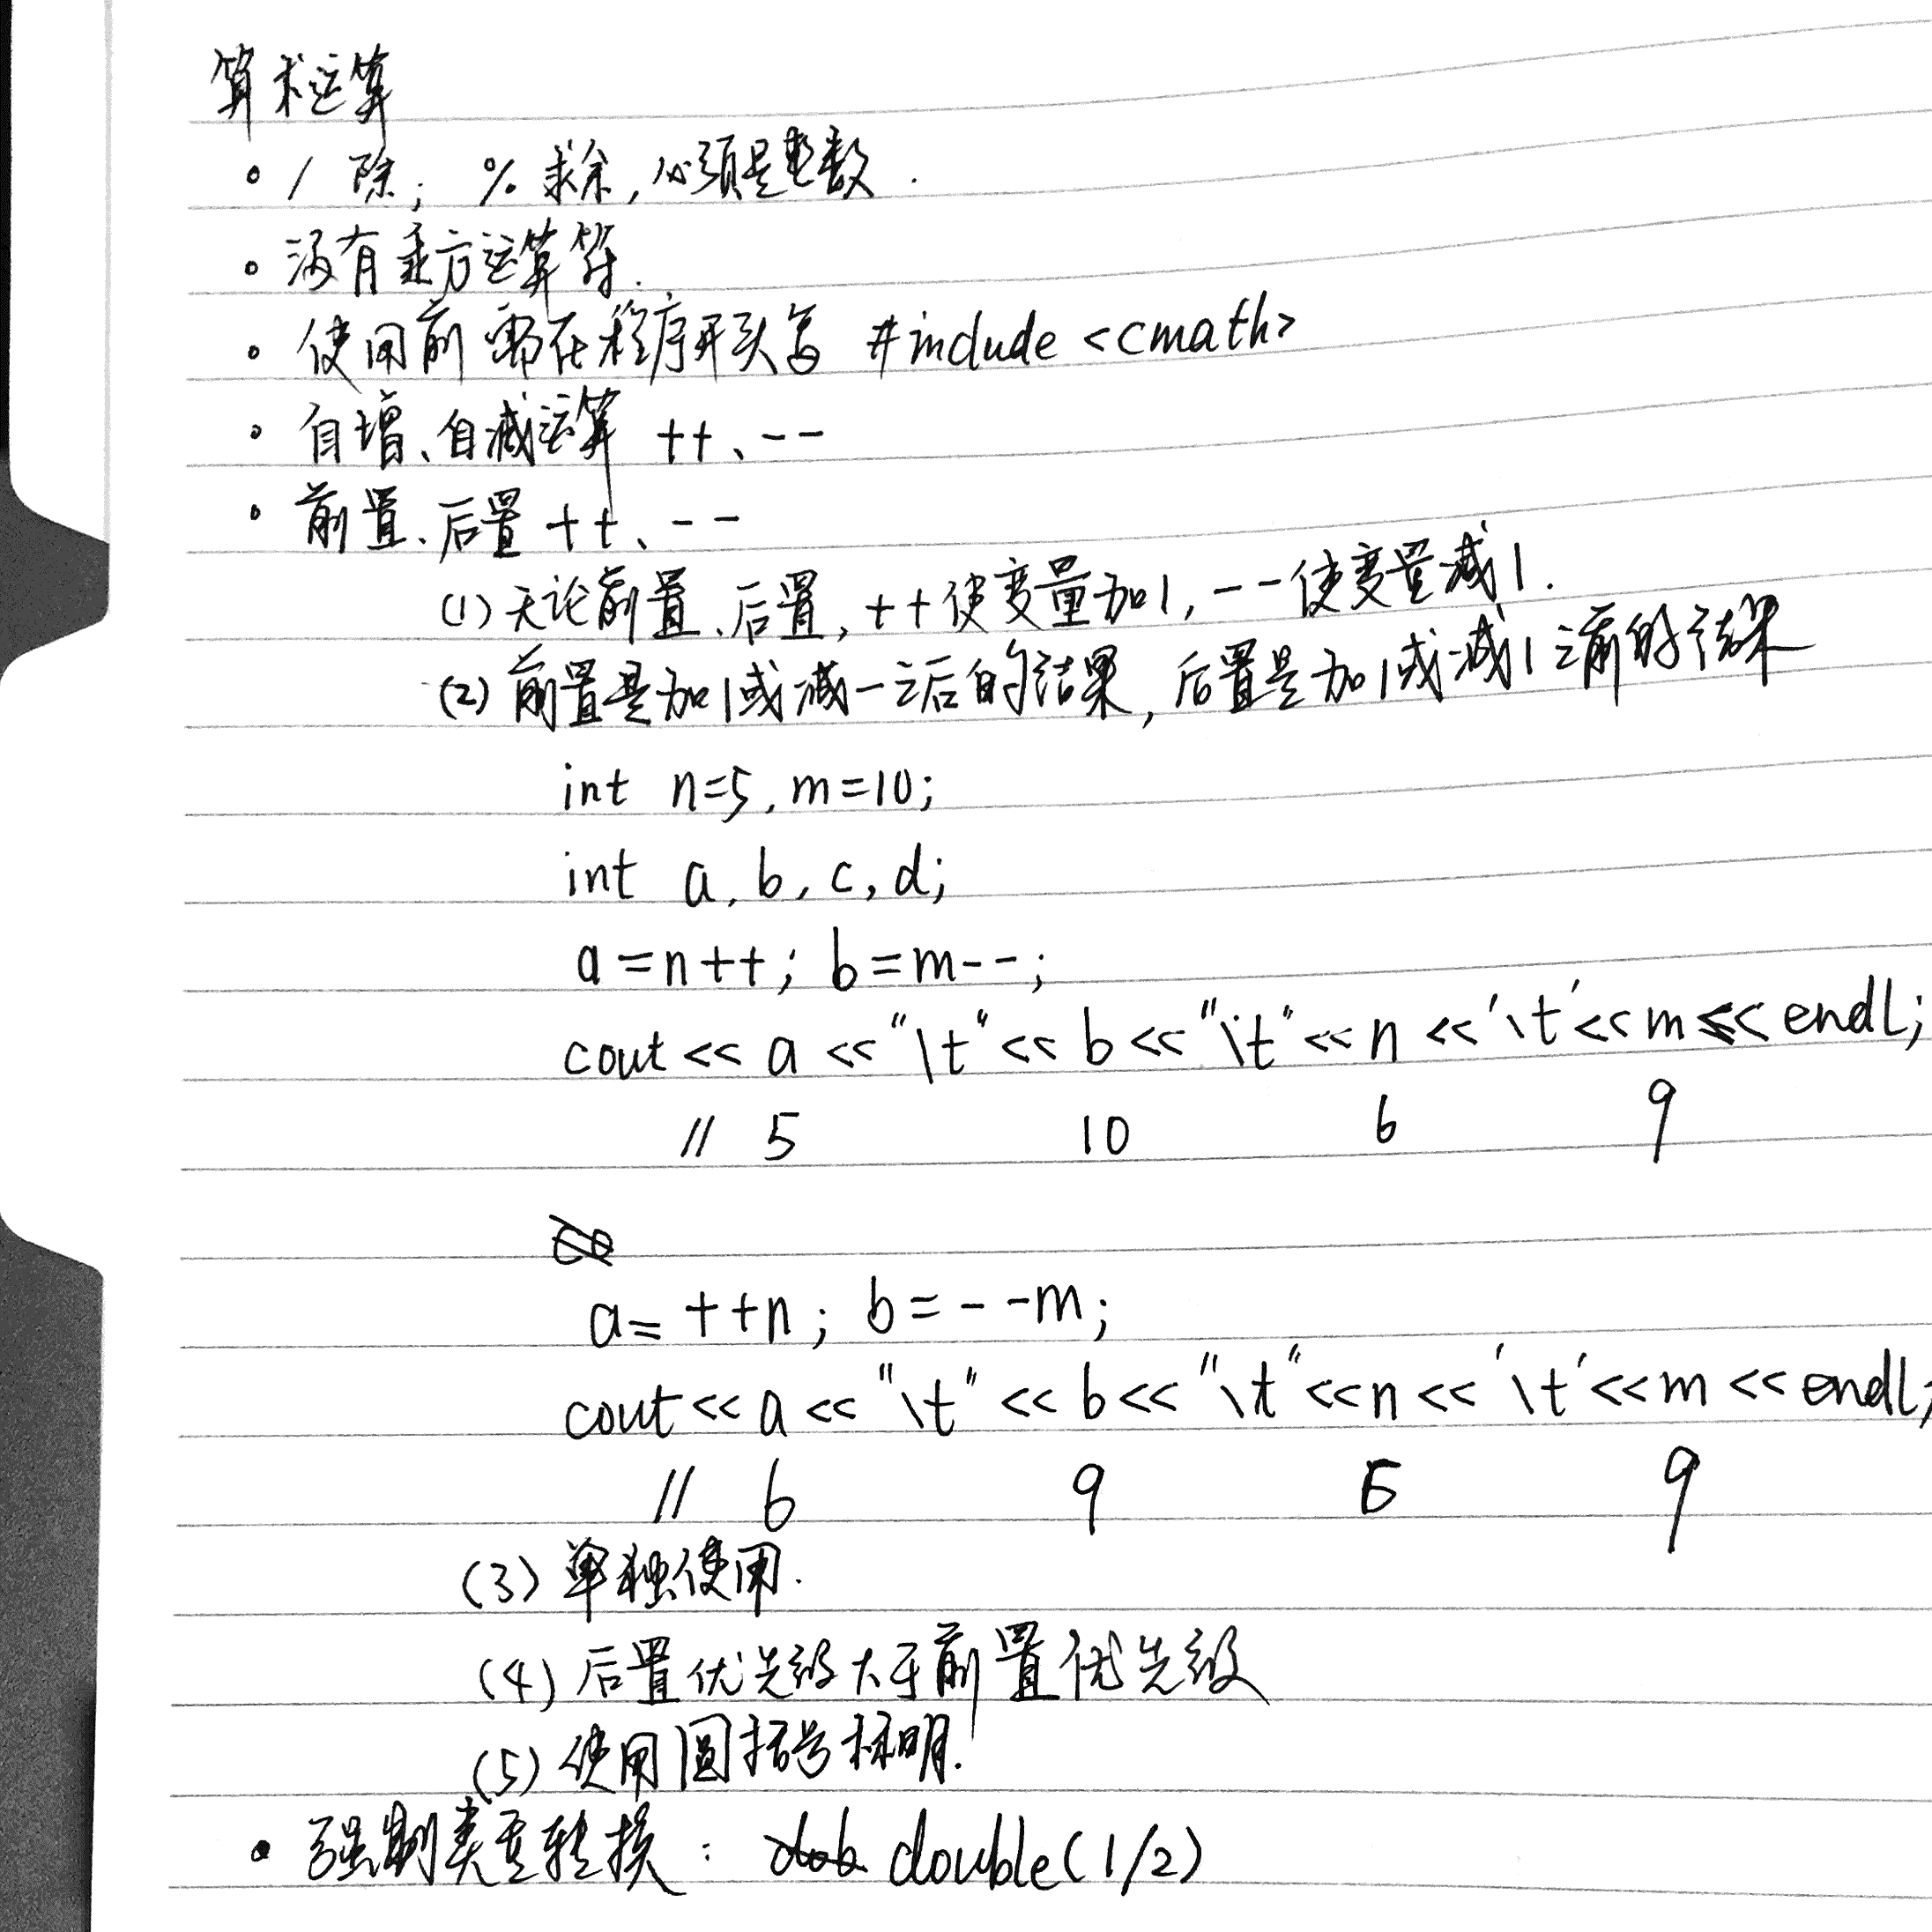 算术运算
。/ 除; % 求余,必须是整数.
。没有乘方运算符.
。使用前需在程序开头写 #include <cmath>
。自增、自减运算 ++、--
。前置、后置 ++、--
(1) 无论前置、后置, ++使变量加1, --使变量减1.
(2) 前置是加1或减一之后的结果, 后置是加1或减1之前的结果
int n=5, m=10;
int a, b, c, d;
a=n++; b=m--;
cout << a <<"\t"<< b <<"\t"<< n <<'\t'<< m << endl;
// 5 10 6 9
a= ++n; b= --m;
cout << a << "\t" << b << "\t" << n << '\t' << m << endl;
// 6 9 6 9
(3) 单独使用.
(4) 后置优先级大于前置优先级
(5) 使用圆括号标明.
。强制类型转换: double(1/2)